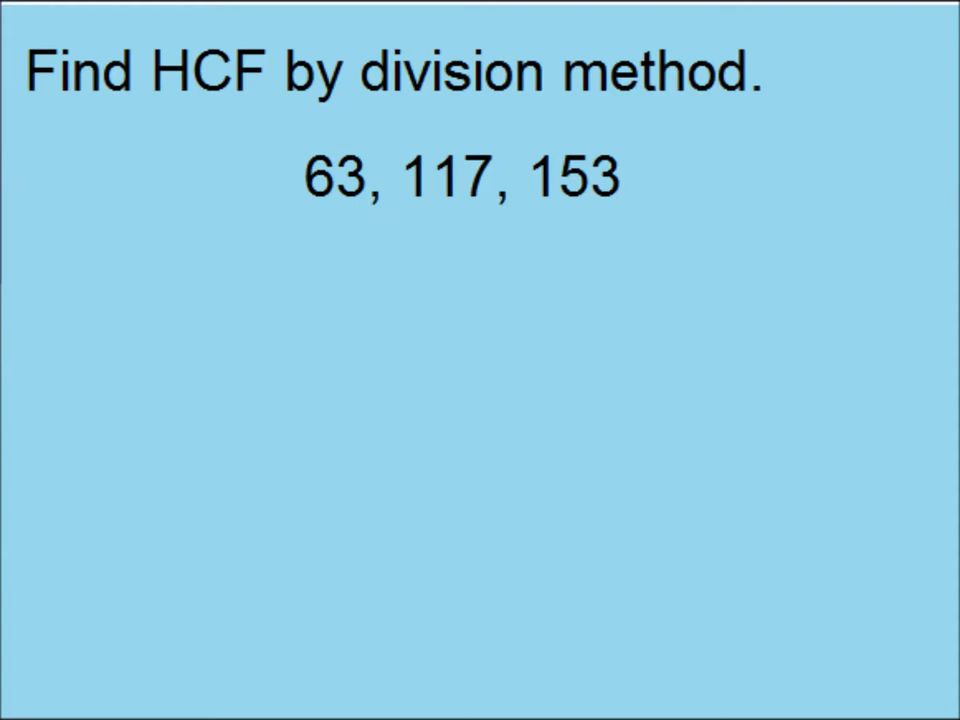 Find HCF by division method.
63, 117, 153